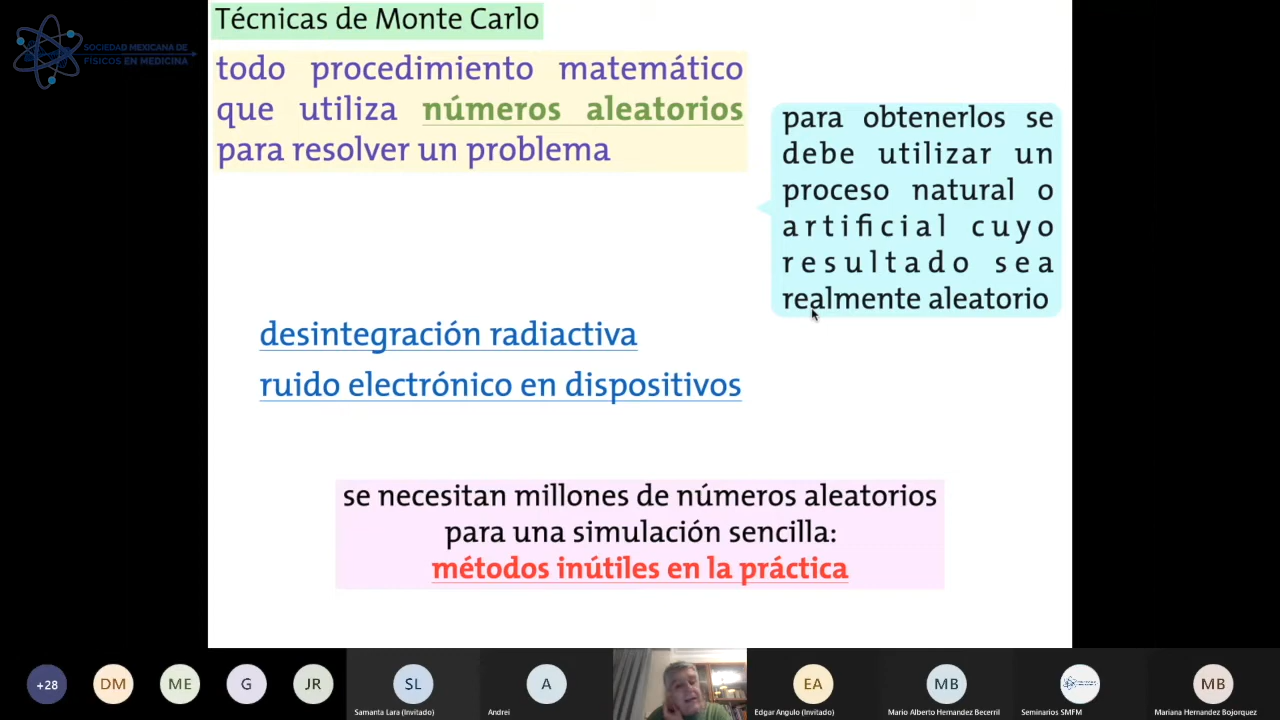 Técnicas de Monte Carlo
SOCIEDAD MEXICANA DE
FÍSICOS EN MEDICINA
todo procedimiento matemático
que utiliza números aleatorios
para resolver un problema
para obtenerlos se
debe utilizar un
proceso natural o
artificial cuyo
resultado sea
realmente aleatorio
desintegración radiactiva
ruido electrónico en dispositivos
se necesitan millones de números aleatorios
para una simulación sencilla:
métodos inútiles en la práctica
+28
DM
ME
G
JR
SL
A
EA
MB
MB
Samanta Lara (Invitado)
Andrei
Edgar Angulo (Invitado)
Mario Alberto Hernandez Becerril
Seminarios SMFM
Mariana Hernandez Bojorquez